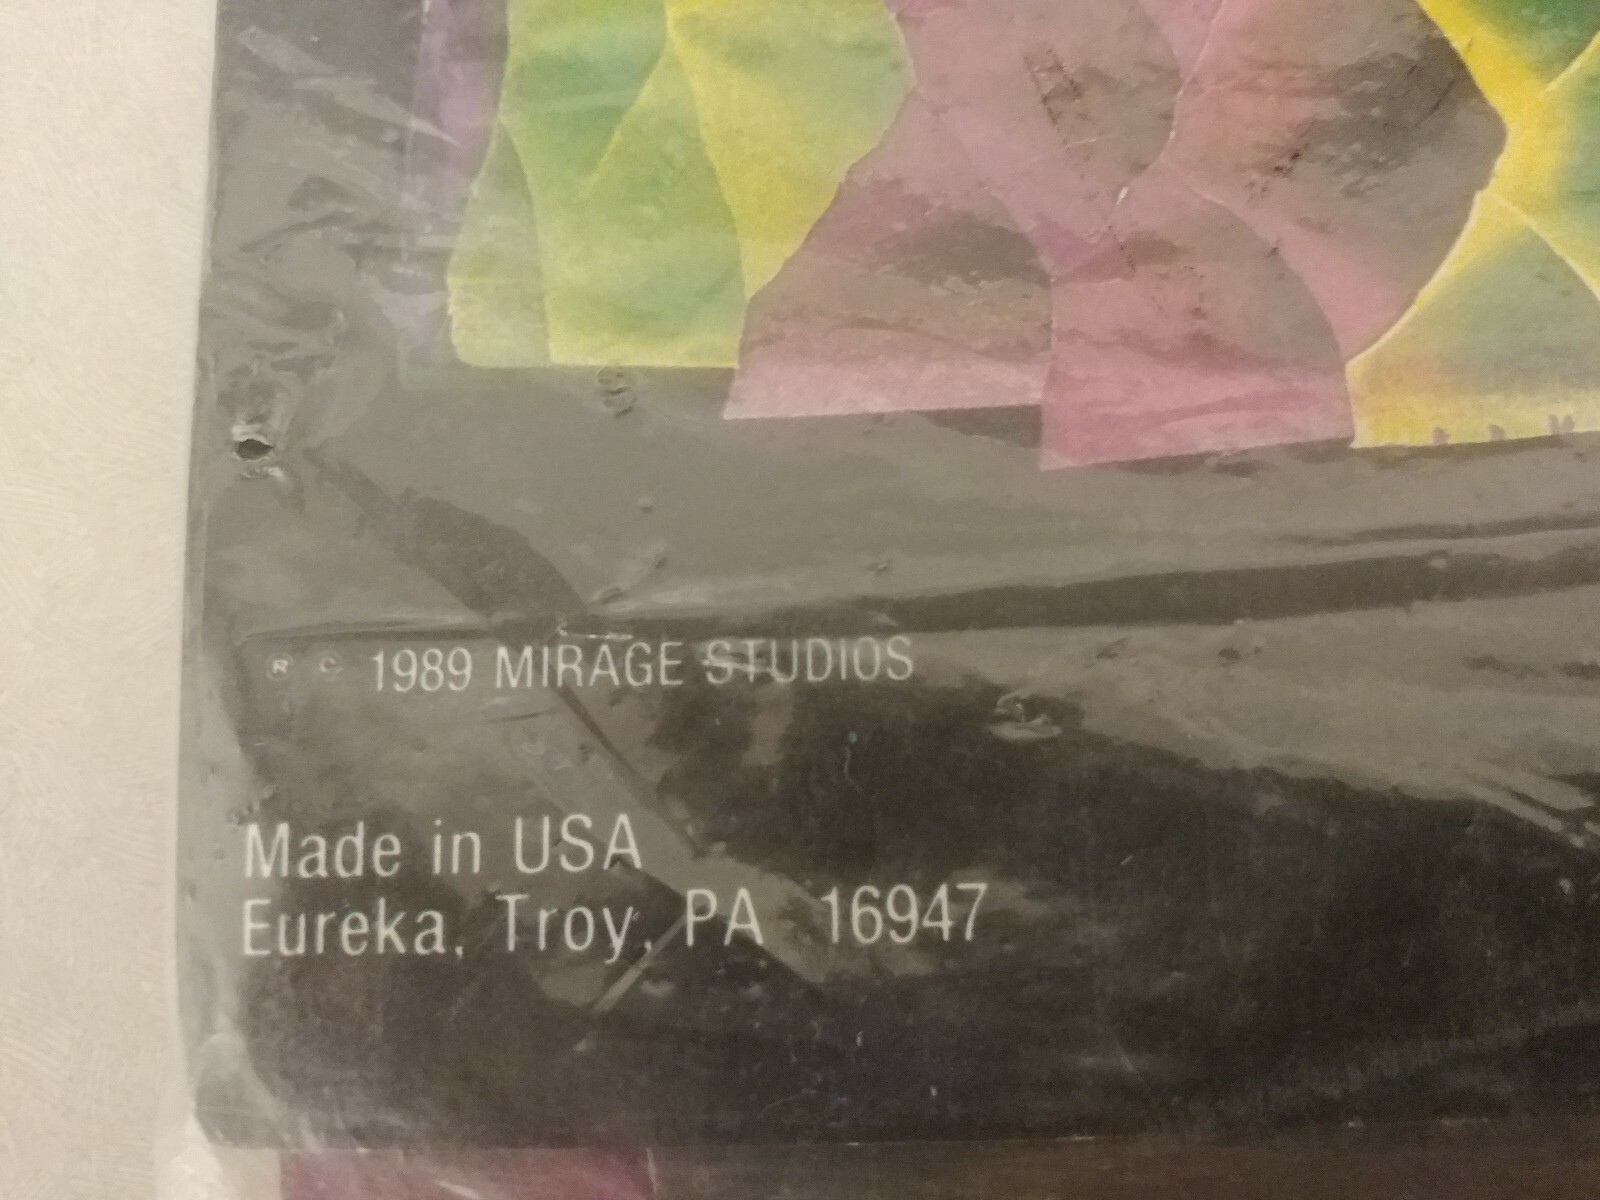 ® © 1989 MIRAGE STUDIOS
Made in USA
Eureka, Troy, PA 16947